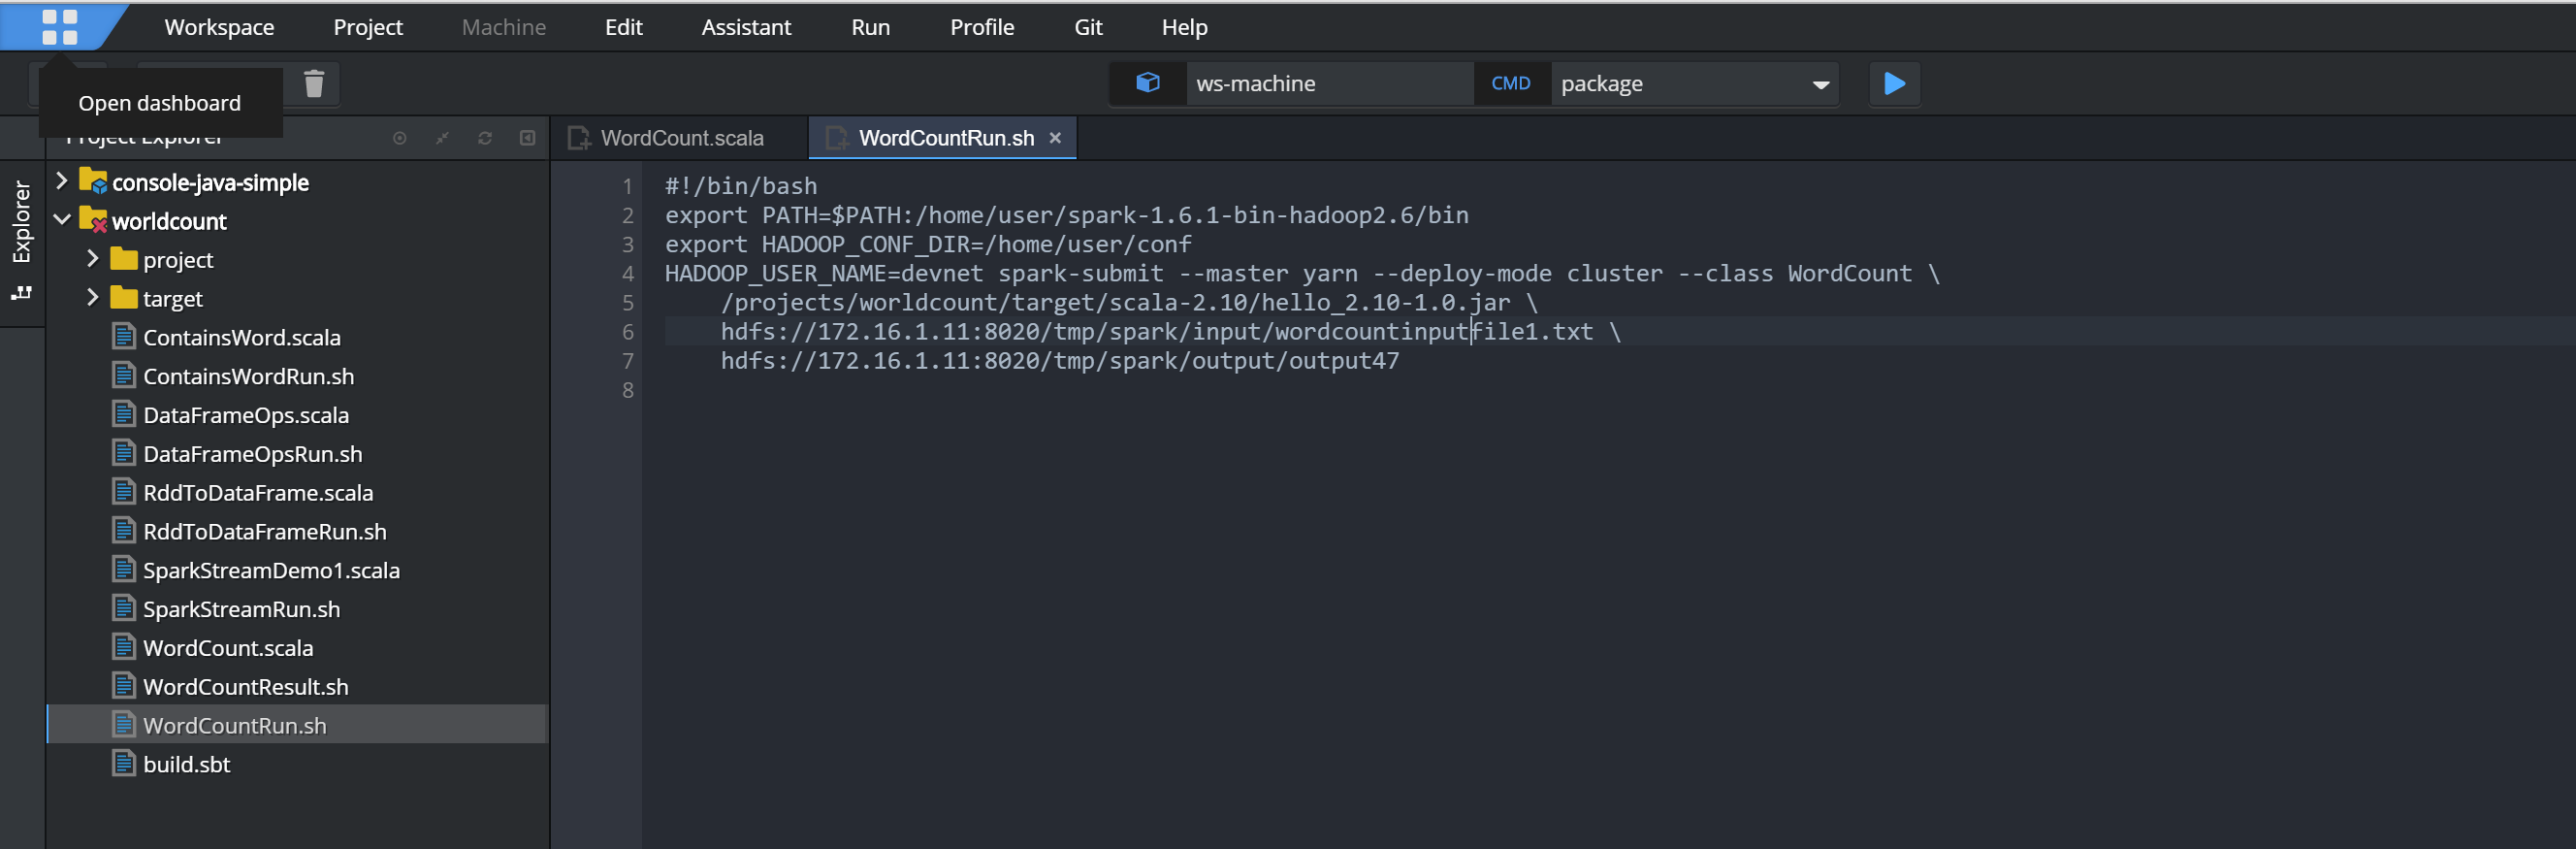 Workspace Project Machine Edit Assistant Run Profile Git Help
Open dashboard
ws-machine CMD package
Project Explorer
WordCount.scala WordCountRun.sh ×
Explorer
console-java-simple
worldcount
project
target
ContainsWord.scala
ContainsWordRun.sh
DataFrameOps.scala
DataFrameOpsRun.sh
RddToDataFrame.scala
RddToDataFrameRun.sh
SparkStreamDemo1.scala
SparkStreamRun.sh
WordCount.scala
WordCountResult.sh
WordCountRun.sh
build.sbt
1 #!/bin/bash
2 export PATH=$PATH:/home/user/spark-1.6.1-bin-hadoop2.6/bin
3 export HADOOP_CONF_DIR=/home/user/conf
4 HADOOP_USER_NAME=devnet spark-submit --master yarn --deploy-mode cluster --class WordCount \
5 /projects/worldcount/target/scala-2.10/hello_2.10-1.0.jar \
6 hdfs://172.16.1.11:8020/tmp/spark/input/wordcountinputfile1.txt \
7 hdfs://172.16.1.11:8020/tmp/spark/output/output47
8